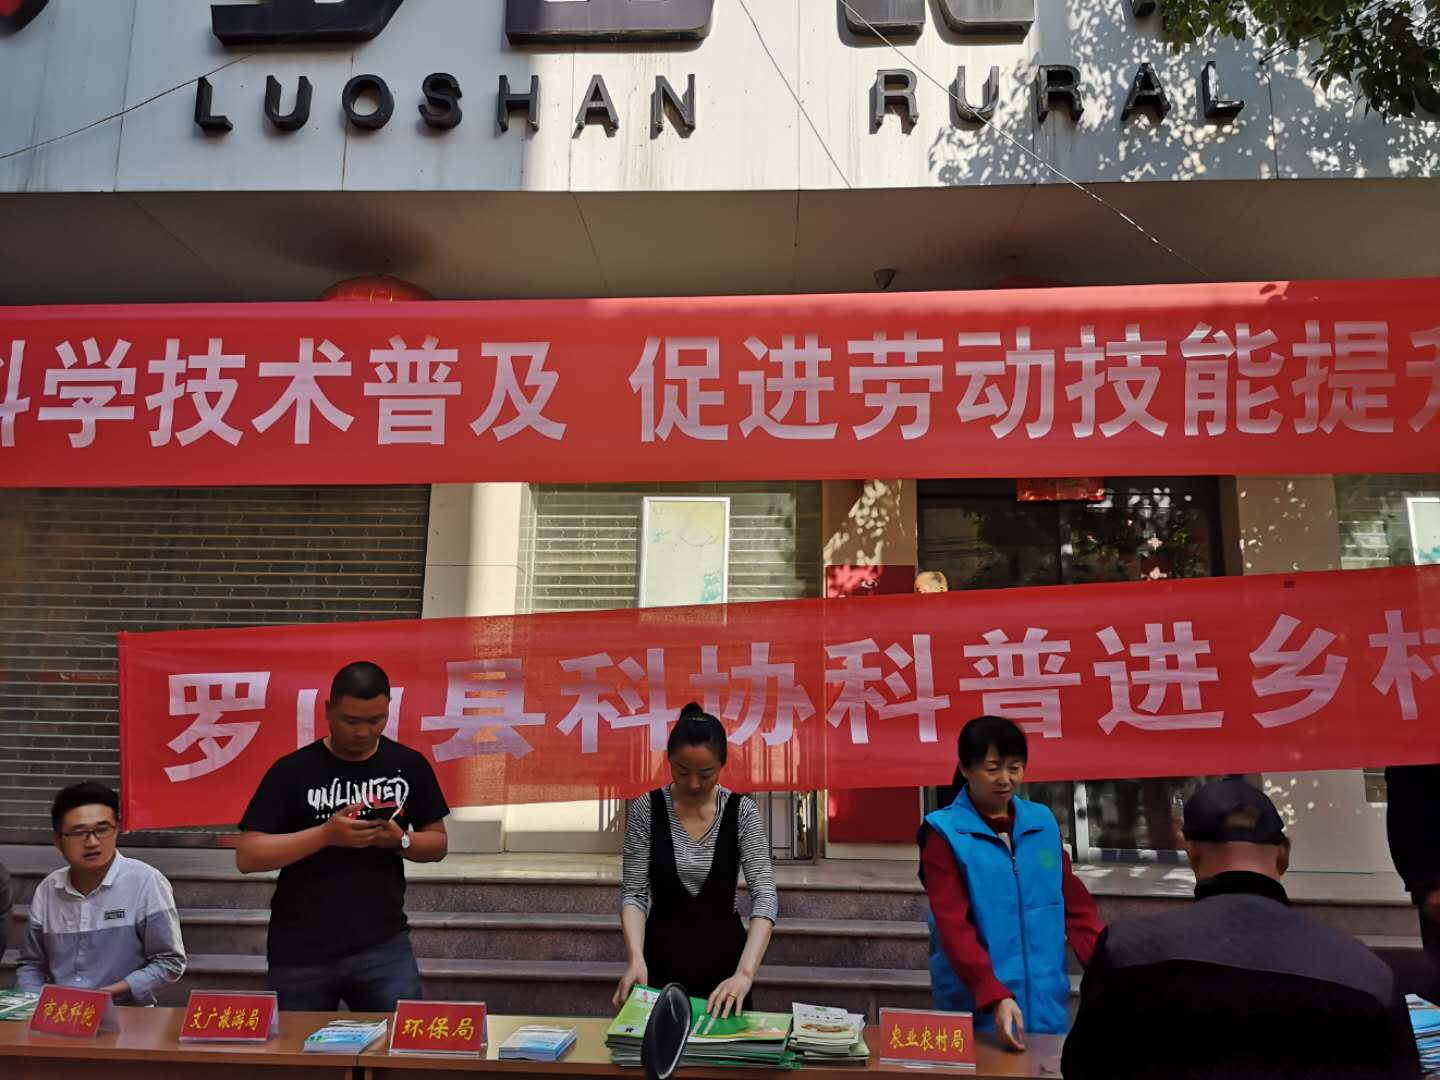 LUOSHAN RURAL
科学技术普及 促进劳动技能提升
罗山县科协科普进乡村
UNLIMITED
市农科院
文广旅游局
环保局
农业农村局